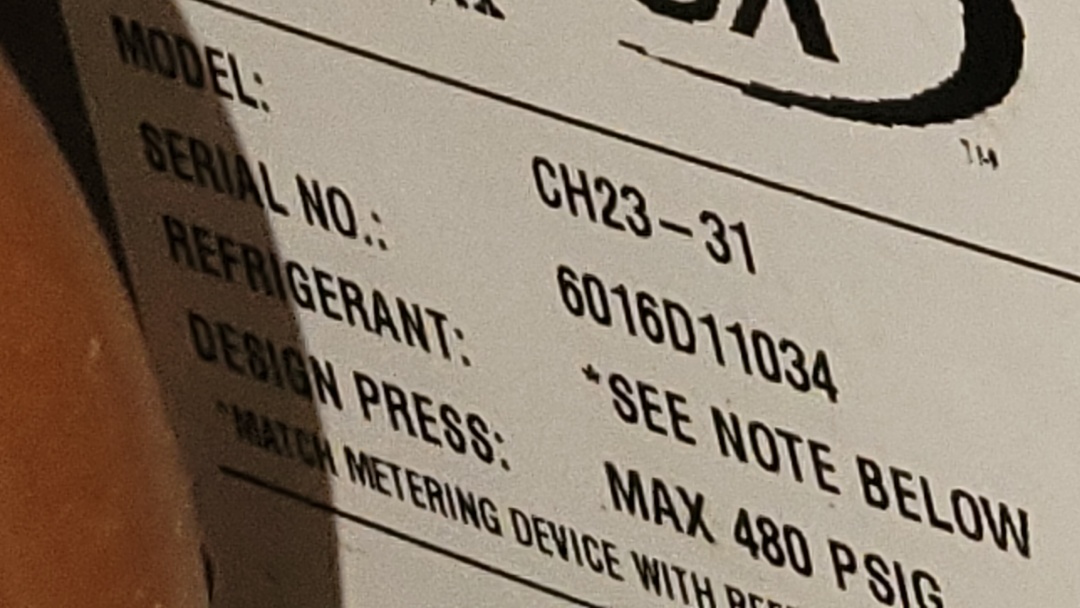 ™
MODEL: CH23-31
SERIAL NO.: 6016D11034
REFRIGERANT: *SEE NOTE BELOW
DESIGN PRESS: MAX 480 PSIG
*MATCH METERING DEVICE WITH